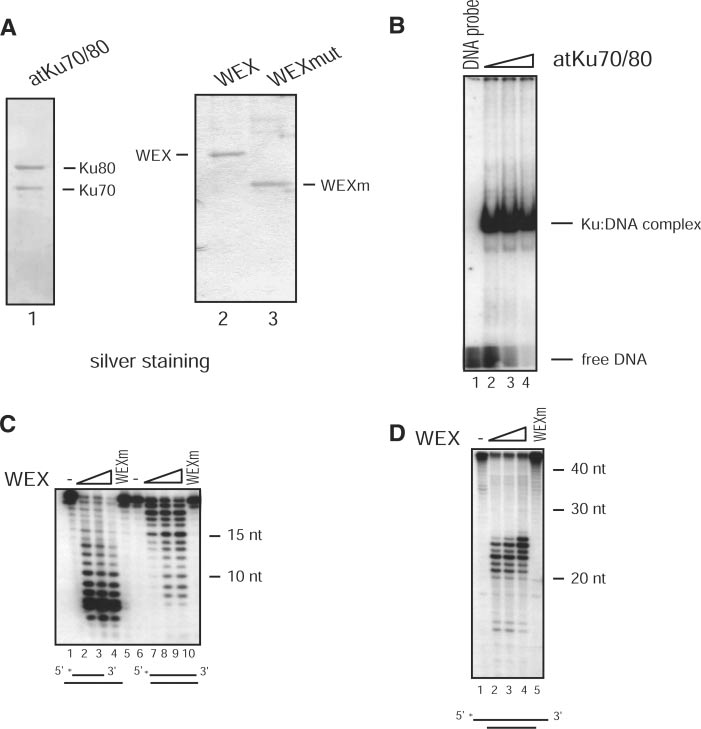 A
atKu70/80
Ku80
Ku70
1
WEX
WEXmut
WEX
WEXm
2 3
silver staining
B
DNA probe
atKu70/80
Ku:DNA complex
free DNA
1 2 3 4
C
WEX - WEXm - WEXm
15 nt
10 nt
1 2 3 4 5 6 7 8 9 10
5' * 3' 5' * 3'
D
WEX - WEXm
40 nt
30 nt
20 nt
1 2 3 4 5
5' * 3'